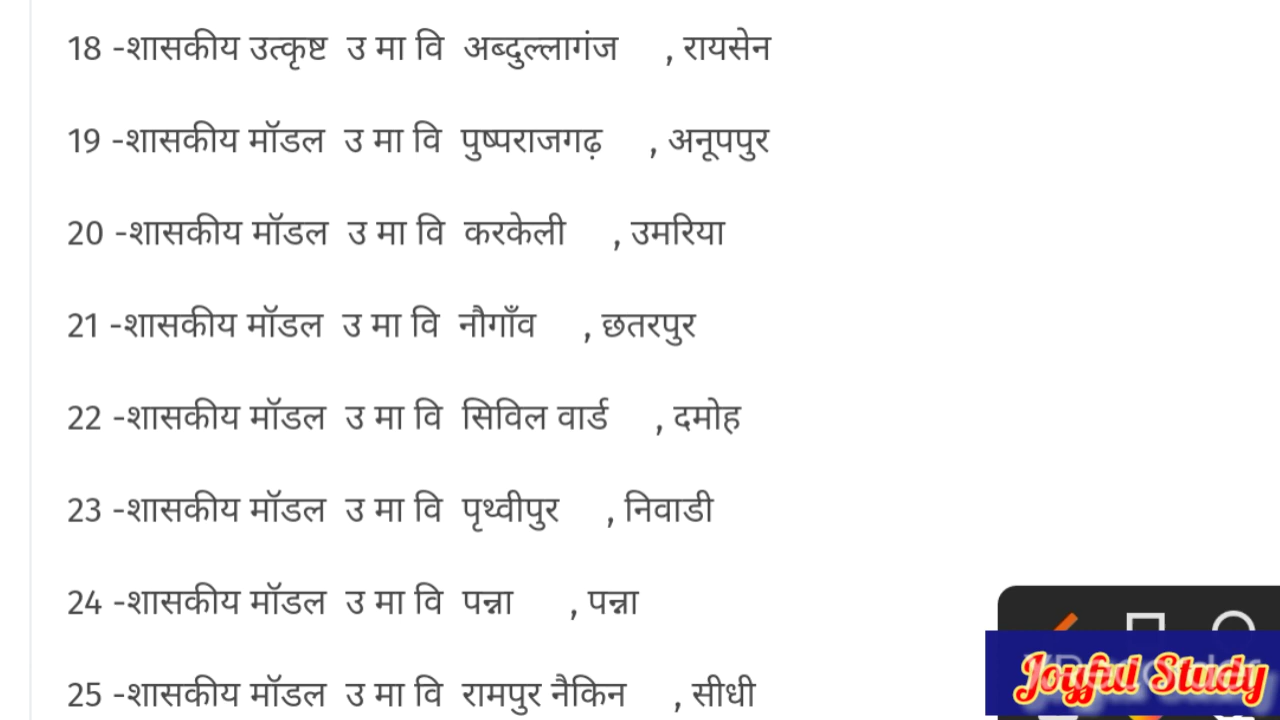 18 -शासकीय उत्कृष्ट उ मा वि अब्दुल्लागंज , रायसेन
19 -शासकीय मॉडल उ मा वि पुष्पराजगढ़ , अनूपपुर
20 -शासकीय मॉडल उ मा वि करकेली , उमरिया
21 -शासकीय मॉडल उ मा वि नौगाँव , छतरपुर
22 -शासकीय मॉडल उ मा वि सिविल वार्ड , दमोह
23 -शासकीय मॉडल उ मा वि पृथ्वीपुर , निवाडी
24 -शासकीय मॉडल उ मा वि पन्ना , पन्ना
25 -शासकीय मॉडल उ मा वि रामपुर नैकिन , सीधी
Joyful Study